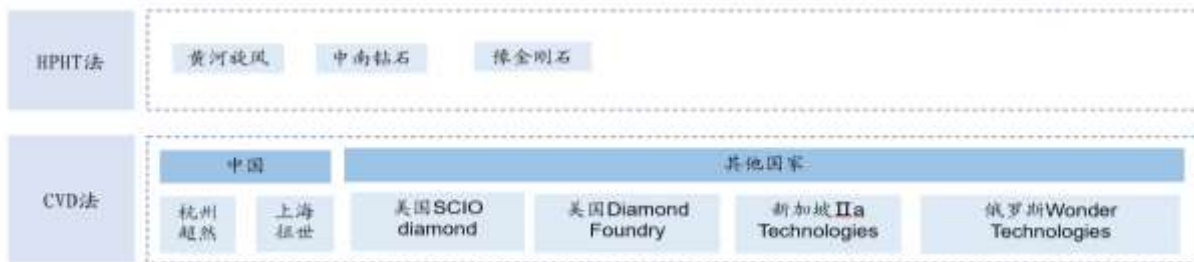 HPHT法
黄河旋风
中南钻石
豫金刚石
CVD法
中国
其他国家
杭州
超然
上海
征世
美国SCIO
diamond
美国Diamond
Foundry
新加坡IIa
Technologies
俄罗斯Wonder
Technologies